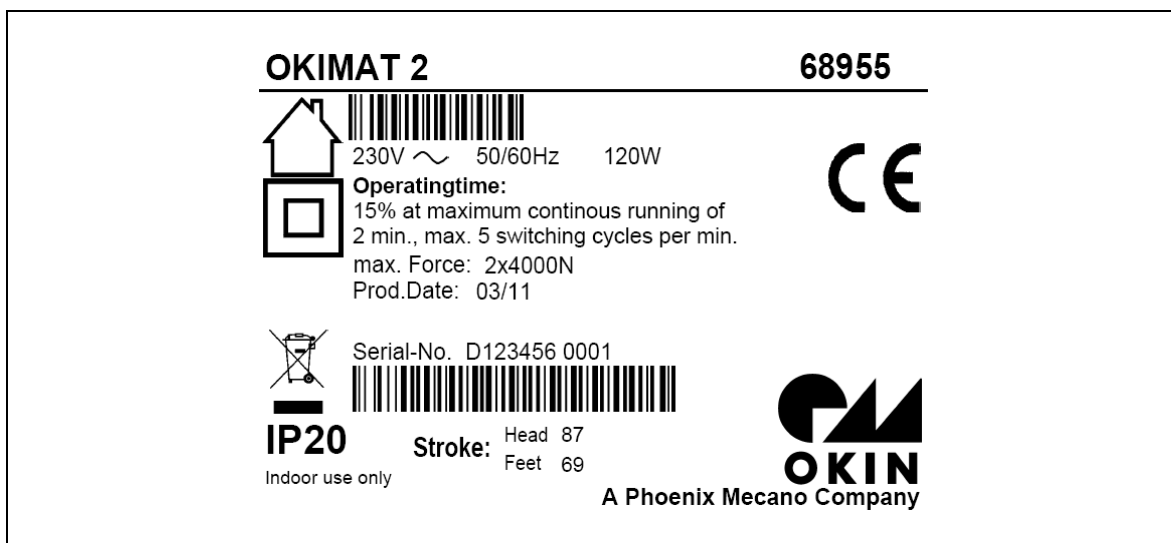 OKIMAT 2 68955
230V ~ 50/60Hz 120W
Operatingtime:
15% at maximum continous running of
2 min., max. 5 switching cycles per min.
max. Force: 2x4000N
Prod.Date: 03/11
CE
Serial-No. D123456 0001
IP20
Stroke: Head 87
Feet 69
Indoor use only
OKIN
A Phoenix Mecano Company